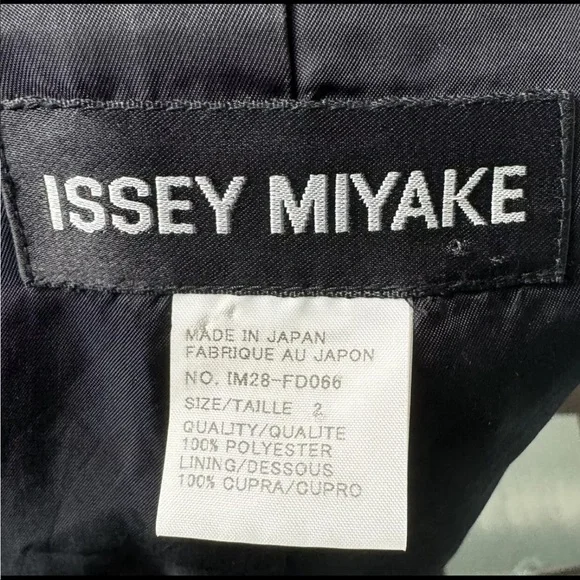 ISSEY MIYAKE
MADE IN JAPAN
FABRIQUE AU JAPON
NO. IM28-FD066
SIZE/TAILLE 2
QUALITY/QUALITE
100% POLYESTER
LINING/DESSOUS
100% CUPRA/CUPRO